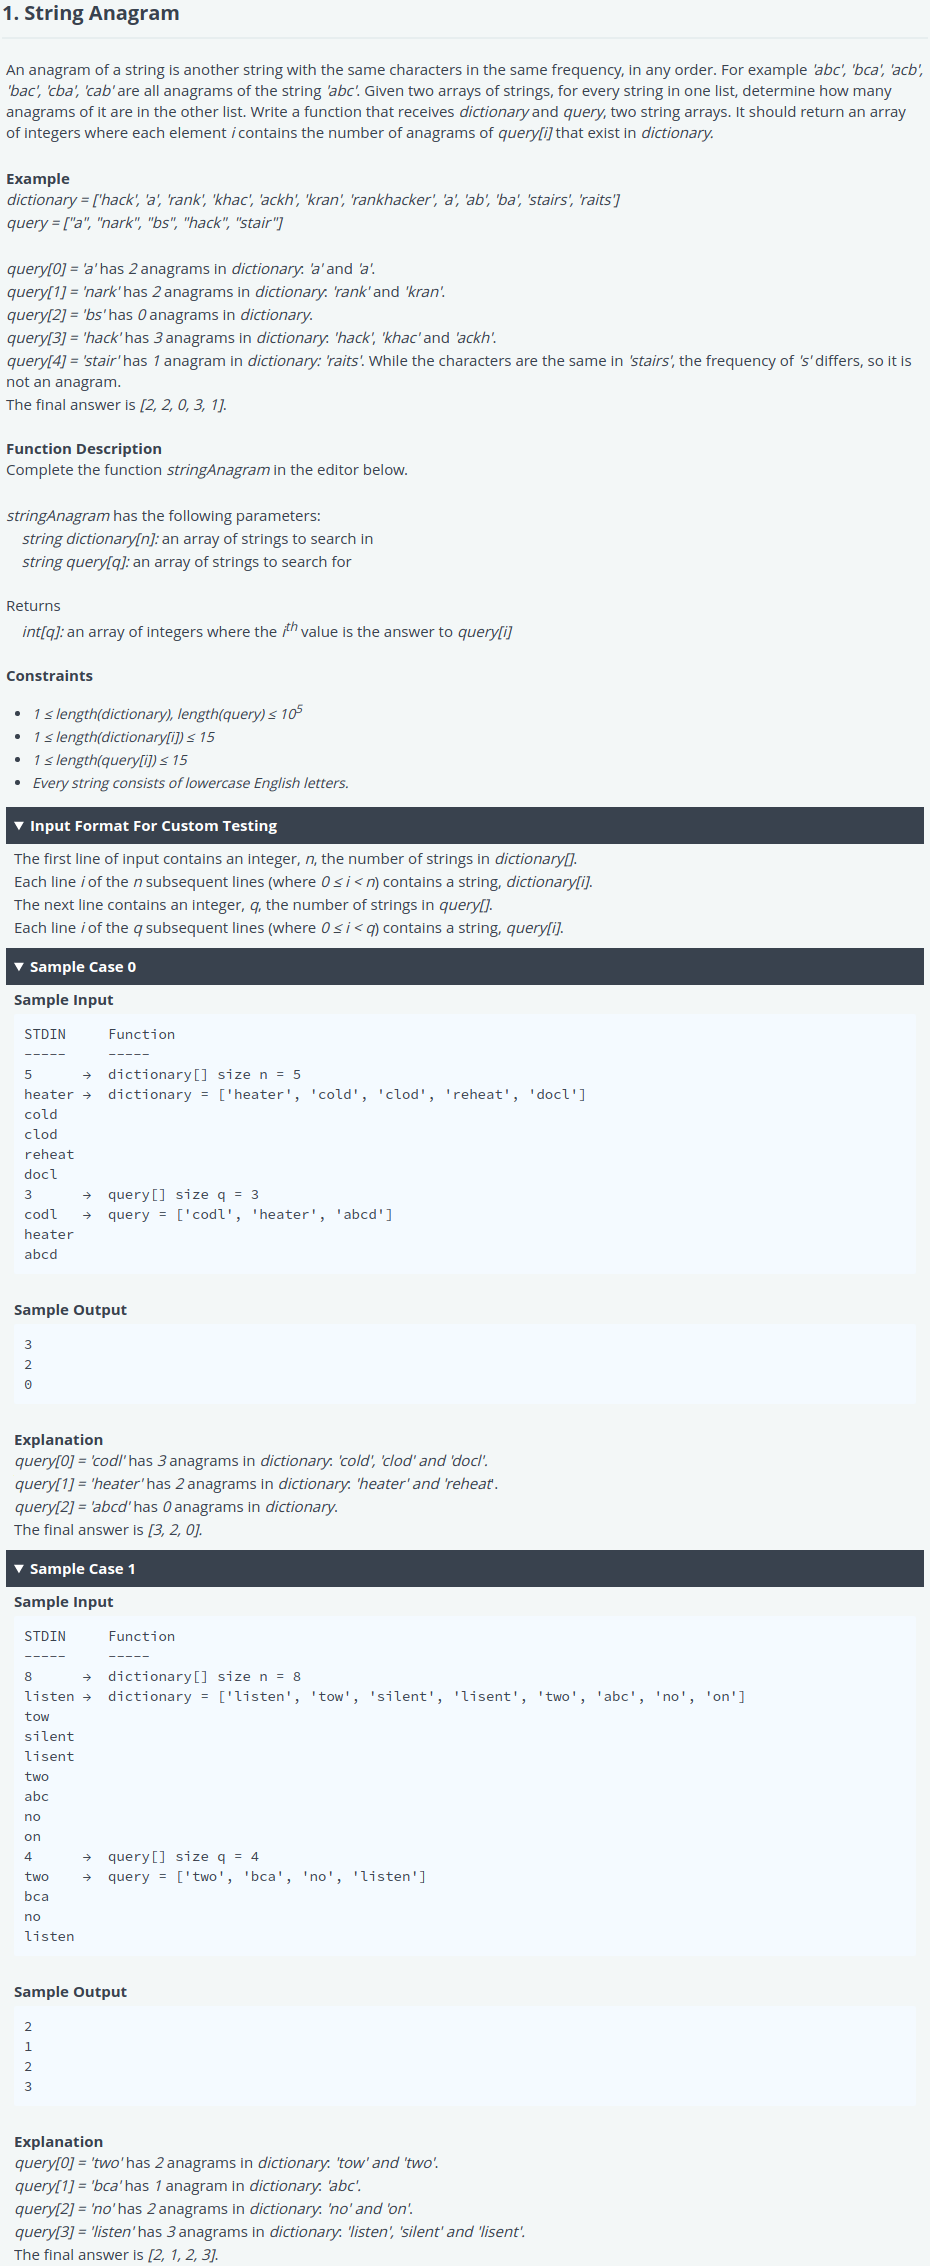 1. String Anagram
An anagram of a string is another string with the same characters in the same frequency, in any order. For example 'abc', 'bca', 'acb',
'bac', 'cba', 'cab' are all anagrams of the string 'abc'. Given two arrays of strings, for every string in one list, determine how many
anagrams of it are in the other list. Write a function that receives dictionary and query, two string arrays. It should return an array
of integers where each element i contains the number of anagrams of query[i] that exist in dictionary.
Example
dictionary = ['hack', 'a', 'rank', 'khac', 'ackh', 'kran', 'rankhacker', 'a', 'ab', 'ba', 'stairs', 'raits']
query = ["a", "nark", "bs", "hack", "stair"]
query[0] = 'a' has 2 anagrams in dictionary: 'a' and 'a'.
query[1] = 'nark' has 2 anagrams in dictionary: 'rank' and 'kran'.
query[2] = 'bs' has 0 anagrams in dictionary.
query[3] = 'hack' has 3 anagrams in dictionary: 'hack', 'khac' and 'ackh'.
query[4] = 'stair' has 1 anagram in dictionary: 'raits'. While the characters are the same in 'stairs', the frequency of 's' differs, so it is
not an anagram.
The final answer is [2, 2, 0, 3, 1].
Function Description
Complete the function stringAnagram in the editor below.
stringAnagram has the following parameters:
string dictionary[n]: an array of strings to search in
string query[q]: an array of strings to search for
Returns
int[q]: an array of integers where the ith value is the answer to query[i]
Constraints
• 1 ≤ length(dictionary), length(query) ≤ 10^5
• 1 ≤ length(dictionary[i]) ≤ 15
• 1 ≤ length(query[i]) ≤ 15
• Every string consists of lowercase English letters.
▼ Input Format For Custom Testing
The first line of input contains an integer, n, the number of strings in dictionary[].
Each line i of the n subsequent lines (where 0 ≤ i < n) contains a string, dictionary[i].
The next line contains an integer, q, the number of strings in query[].
Each line i of the q subsequent lines (where 0 ≤ i < q) contains a string, query[i].
▼ Sample Case 0
Sample Input
STDIN     Function
-----     -----
5      →  dictionary[] size n = 5
heater →  dictionary = ['heater', 'cold', 'clod', 'reheat', 'docl']
cold
clod
reheat
docl
3      →  query[] size q = 3
codl   →  query = ['codl', 'heater', 'abcd']
heater
abcd
Sample Output
3
2
0
Explanation
query[0] = 'codl' has 3 anagrams in dictionary: 'cold', 'clod' and 'docl'.
query[1] = 'heater' has 2 anagrams in dictionary: 'heater' and 'reheat'.
query[2] = 'abcd' has 0 anagrams in dictionary.
The final answer is [3, 2, 0].
▼ Sample Case 1
Sample Input
STDIN     Function
-----     -----
8      →  dictionary[] size n = 8
listen →  dictionary = ['listen', 'tow', 'silent', 'lisent', 'two', 'abc', 'no', 'on']
tow
silent
lisent
two
abc
no
on
4      →  query[] size q = 4
two    →  query = ['two', 'bca', 'no', 'listen']
bca
no
listen
Sample Output
2
1
2
3
Explanation
query[0] = 'two' has 2 anagrams in dictionary: 'tow' and 'two'.
query[1] = 'bca' has 1 anagram in dictionary: 'abc'.
query[2] = 'no' has 2 anagrams in dictionary: 'no' and 'on'.
query[3] = 'listen' has 3 anagrams in dictionary: 'listen', 'silent' and 'lisent'.
The final answer is [2, 1, 2, 3].